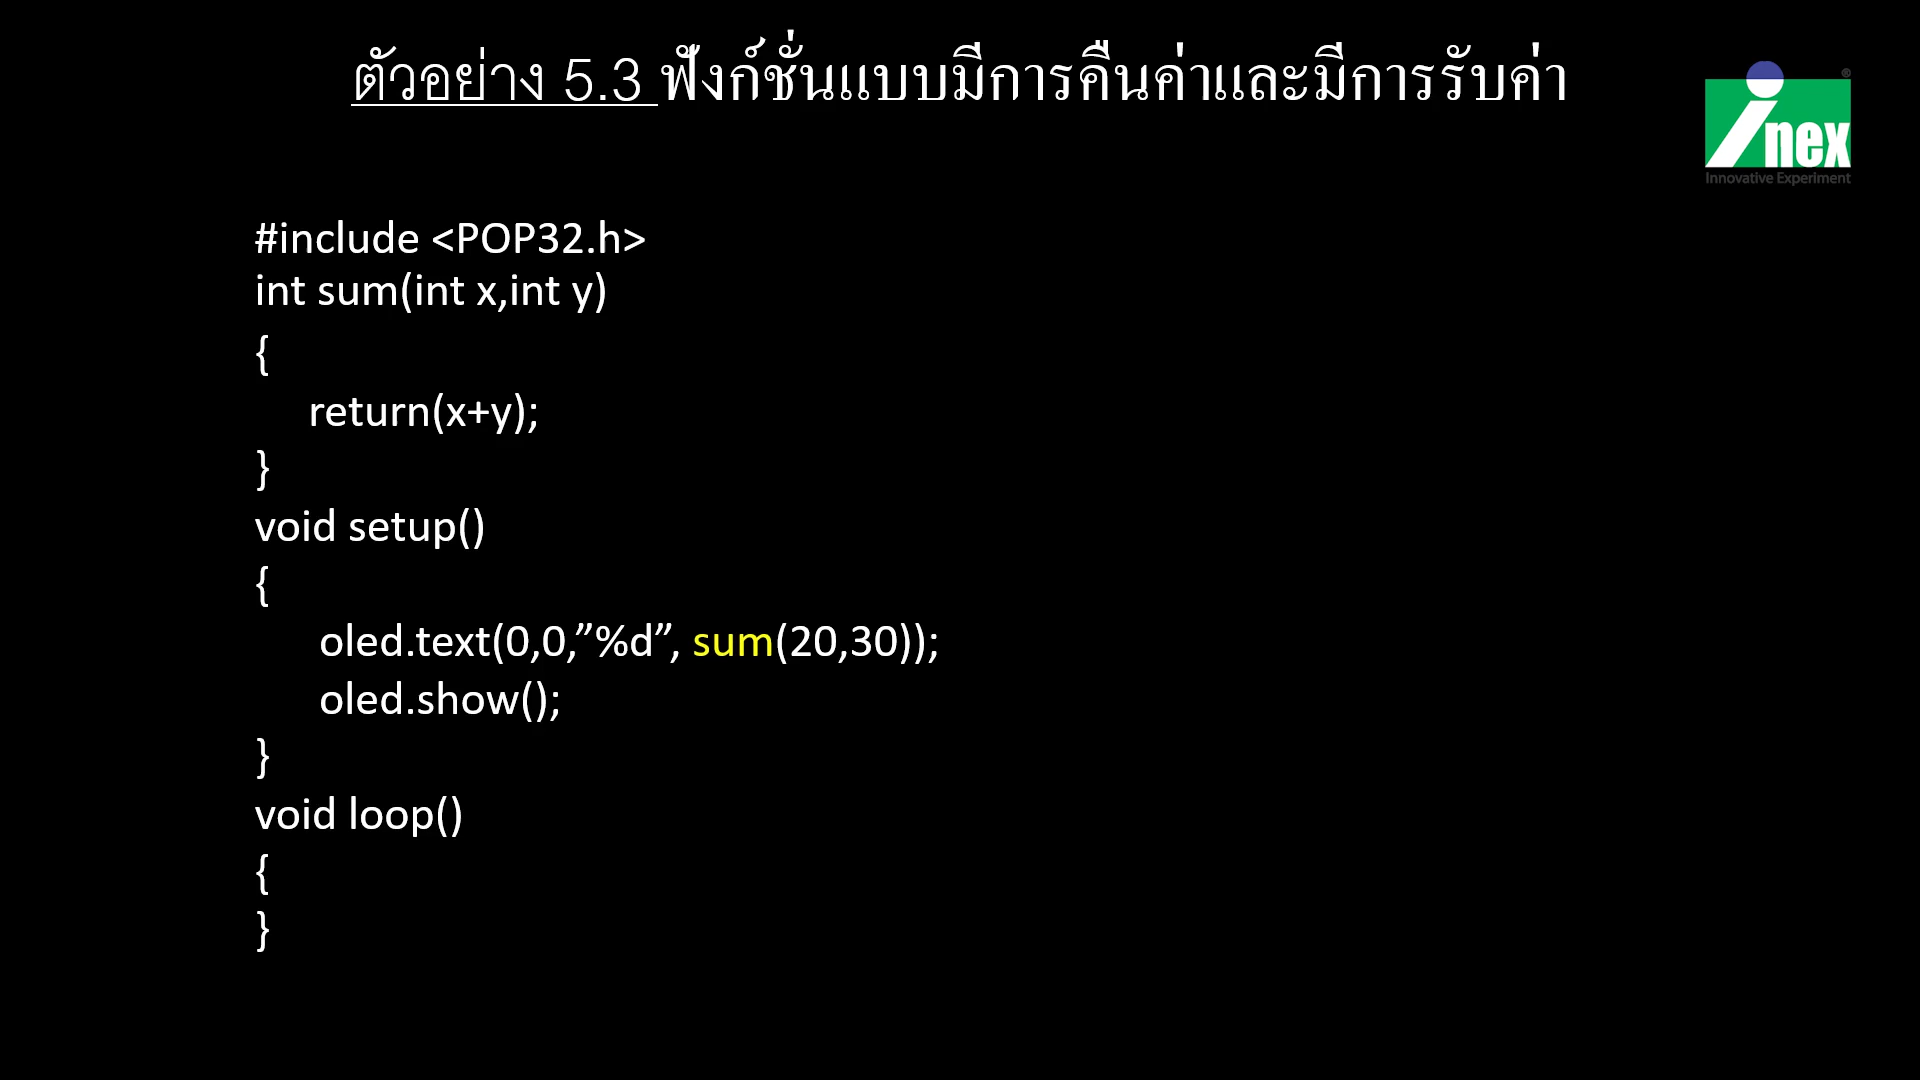 ตัวอย่าง 5.3 ฟังก์ชั่นแบบมีการคืนค่าและมีการรับค่า
inex
®
Innovative Experiment
#include <POP32.h>
int sum(int x,int y)
{
return(x+y);
}
void setup()
{
oled.text(0,0,”%d”, sum(20,30));
oled.show();
}
void loop()
{
}